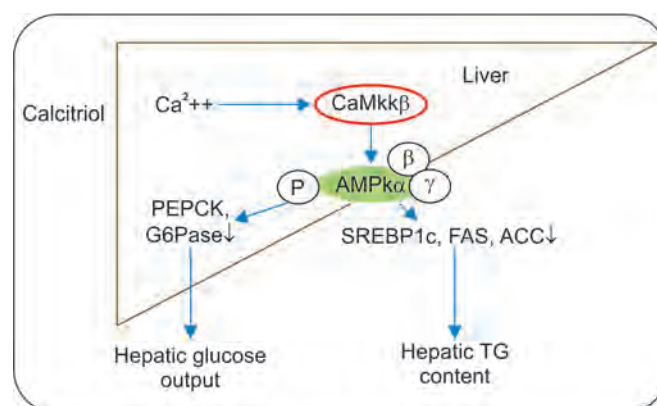 Liver
Calcitriol
Ca²++
CaMkkβ
β
P
AMPkα
γ
PEPCK,
G6Pase↓
SREBP1c, FAS, ACC↓
Hepatic glucose
output
Hepatic TG
content